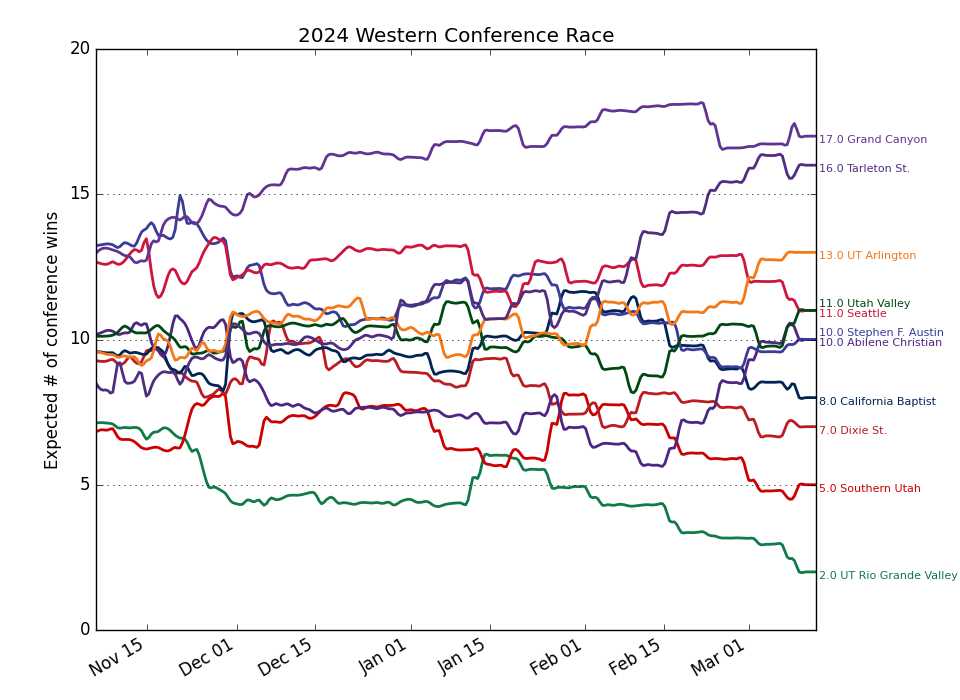 2024 Western Conference Race
Expected # of conference wins
20
15
10
5
0
Nov 15
Dec 01
Dec 15
Jan 01
Jan 15
Feb 01
Feb 15
Mar 01
17.0 Grand Canyon
16.0 Tarleton St.
13.0 UT Arlington
11.0 Utah Valley
11.0 Seattle
10.0 Stephen F. Austin
10.0 Abilene Christian
8.0 California Baptist
7.0 Dixie St.
5.0 Southern Utah
2.0 UT Rio Grande Valley